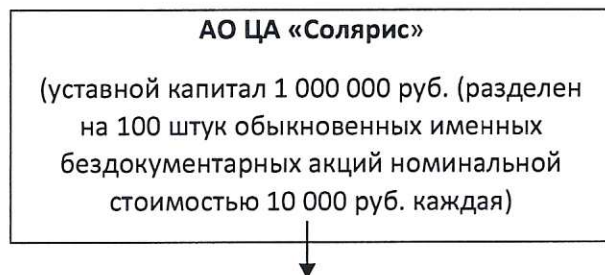 АО ЦА «Солярис»
(уставной капитал 1 000 000 руб. (разделен
на 100 штук обыкновенных именных
бездокументарных акций номинальной
стоимостью 10 000 руб. каждая)